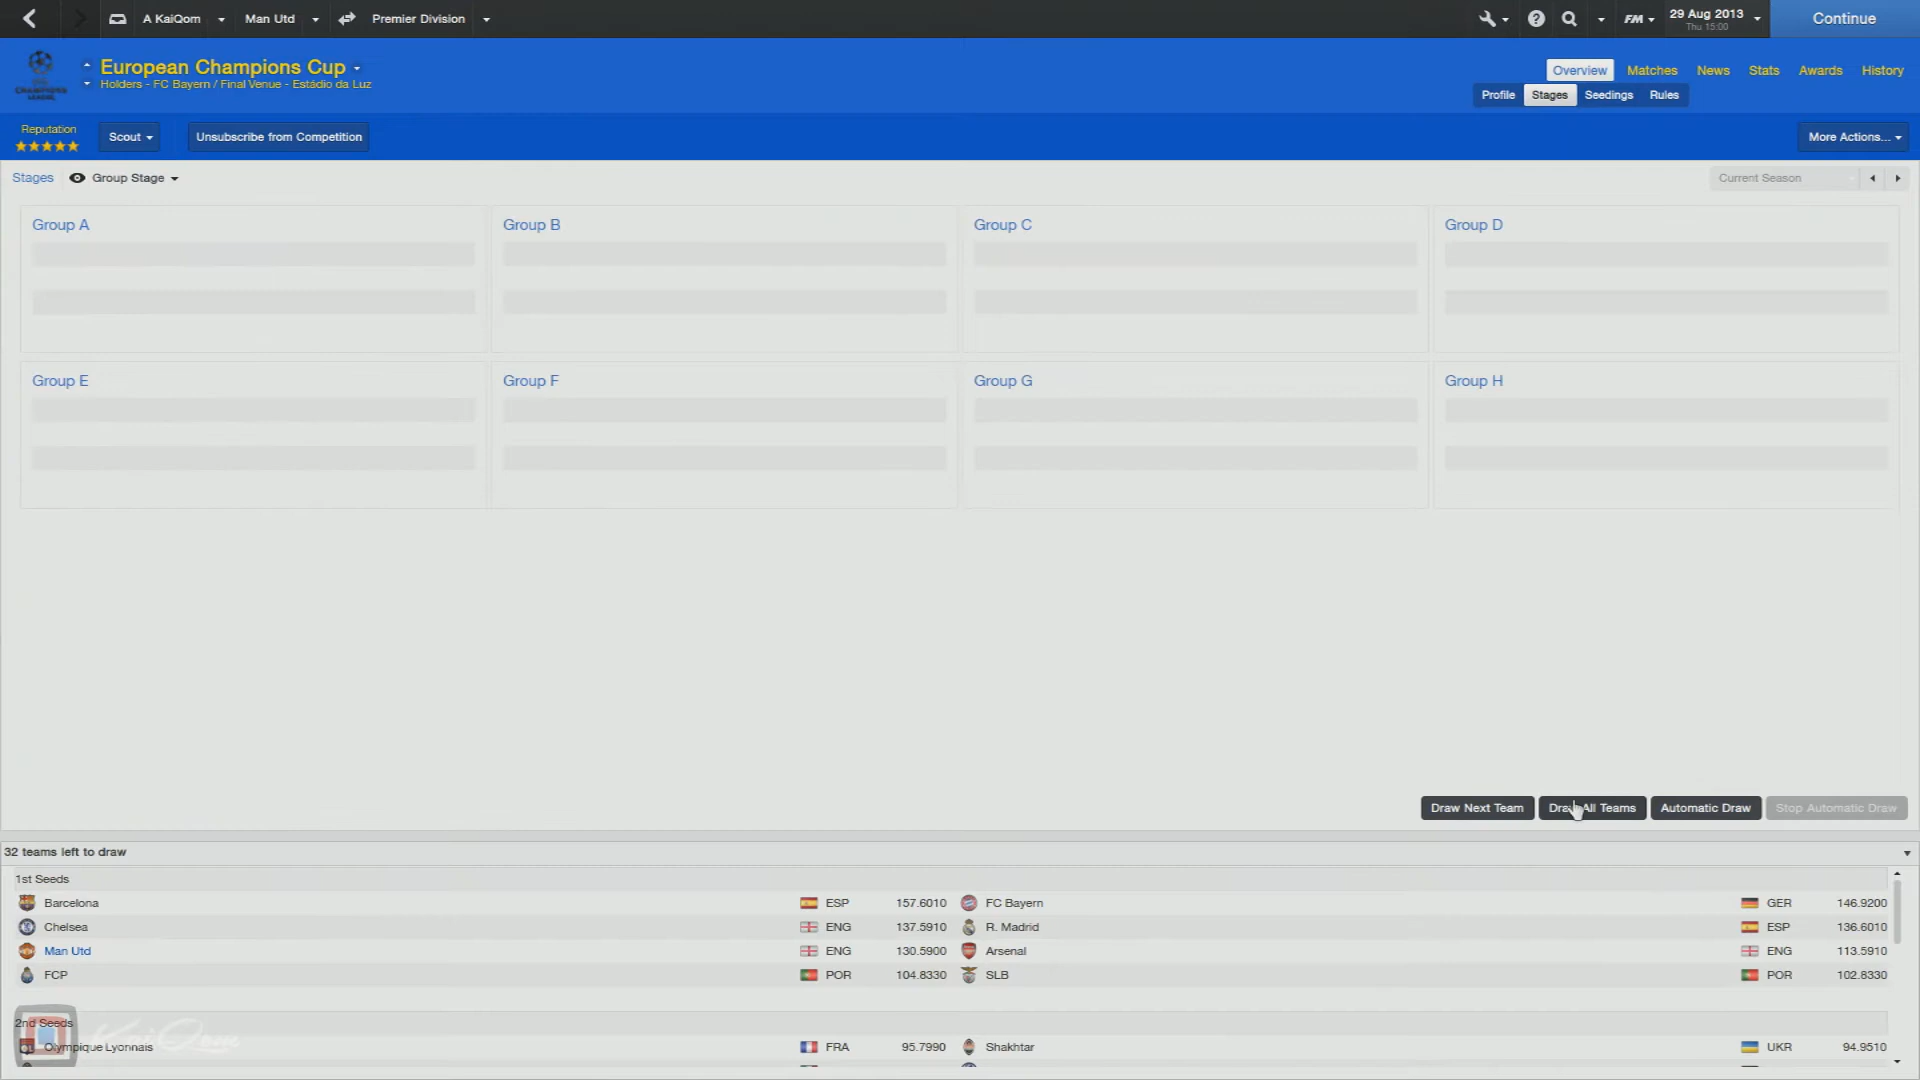 A KaiQom
Man Utd
Premier Division
FM
29 Aug 2013
Thu 15:00
Continue
European Champions Cup
Holders - FC Bayern / Final Venue - Estádio da Luz
Overview
Matches
News
Stats
Awards
History
Profile
Stages
Seedings
Rules
Reputation
Scout
Unsubscribe from Competition
More Actions...
Stages
Group Stage
Current Season
Group A
Group B
Group C
Group D
Group E
Group F
Group G
Group H
Draw Next Team
Draw All Teams
Automatic Draw
Stop Automatic Draw
32 teams left to draw
1st Seeds
Barcelona ESP 157.6010 FC Bayern GER 146.9200
Chelsea ENG 137.5910 R. Madrid ESP 136.6010
Man Utd ENG 130.5900 Arsenal ENG 113.5910
FCP POR 104.8330 SLB POR 102.8330
2nd Seeds
KaiQom
Olympique Lyonnais FRA 95.7990 Shakhtar UKR 94.9510